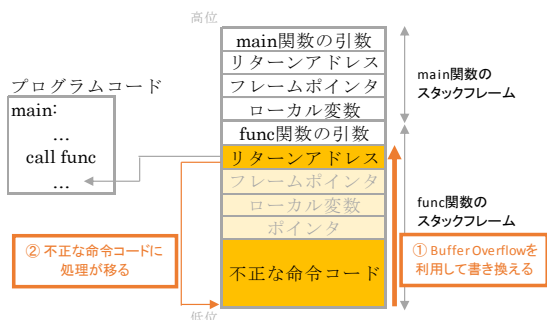 高位
main関数の引数
リターンアドレス
フレームポインタ
ローカル変数
func関数の引数
リターンアドレス
フレームポインタ
ローカル変数
ポインタ
不正な命令コード
低位
プログラムコード
main:
…
call func
…
main関数の
スタックフレーム
func関数の
スタックフレーム
① Buffer Overflowを
利用して書き換える
② 不正な命令コードに
処理が移る